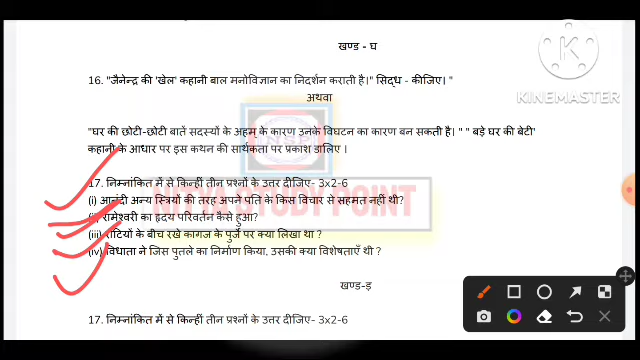 खण्ड - घ
KINEMASTER
16. "जैनेन्द्र की 'खेल' कहानी बाल मनोविज्ञान का निदर्शन कराती है।" सिद्ध - कीजिए। "
अथवा
"घर की छोटी-छोटी बातें सदस्यों के अहम् के कारण उनके विघटन का कारण बन सकती है। " " बड़े घर की बेटी"
कहानी के आधार पर इस कथन की सार्थकता पर प्रकाश डालिए ।
17. निम्नांकित में से किन्हीं तीन प्रश्नों के उत्तर दीजिए- 3x2-6
(i) आनंदी अन्य स्त्रियों की तरह अपने पति के किस विचार से सहमत नहीं थी?
STUDY POINT
(ii) रामेश्वरी का हृदय परिवर्तन कैसे हुआ?
(iii) रोटियों के बीच रखे कागज के पुर्जे पर क्या लिखा था ?
(iv) विधाता ने जिस पुतले का निर्माण किया, उसकी क्या विशेषताएँ थी ?
खण्ड-ड़
17. निम्नांकित में से किन्हीं तीन प्रश्नों के उत्तर दीजिए- 3x2-6